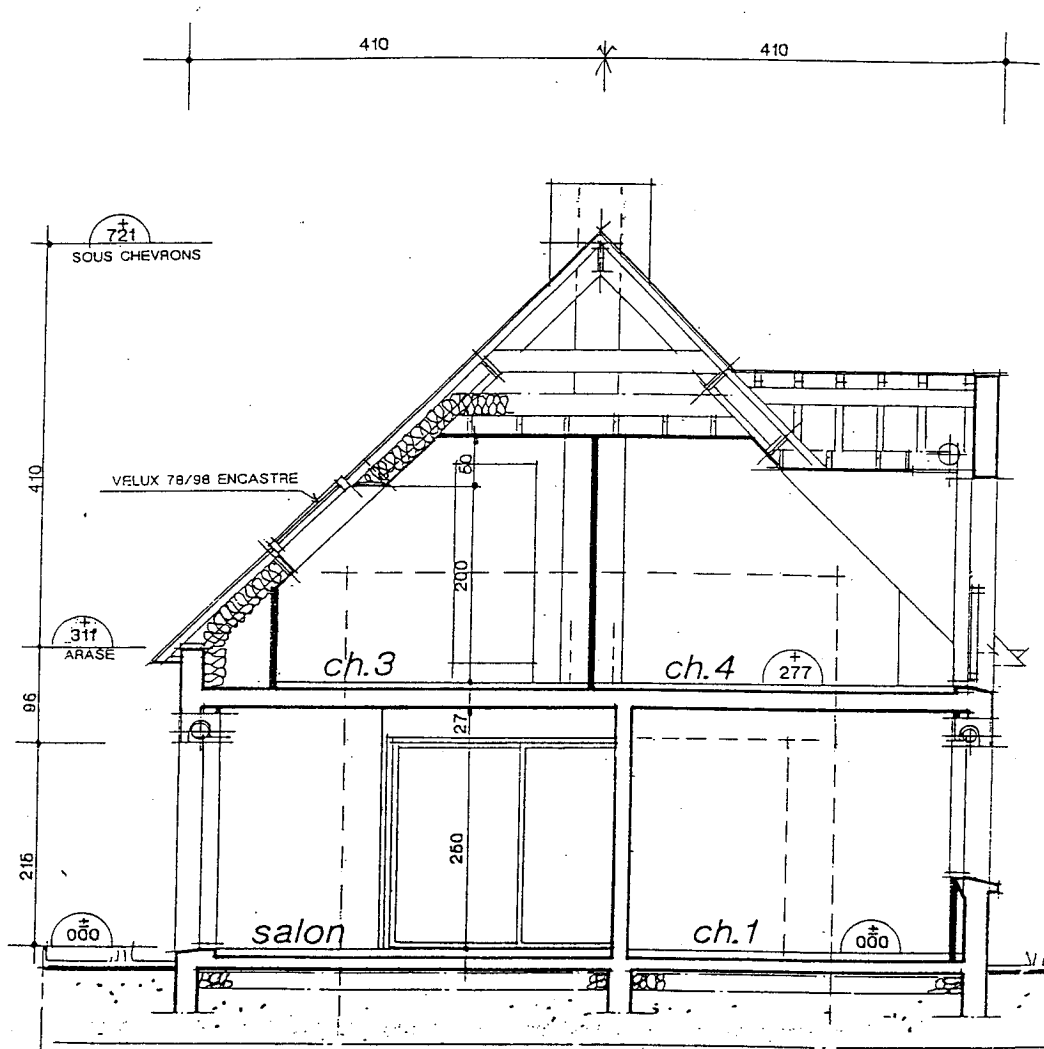 410
410
+
721
SOUS CHEVRONS
410
VELUX 78/98 ENCASTRE
50
200
+
311
ARASE
ch.3
ch.4
+
277
96
27
215
250
±
000
salon
ch.1
±
000